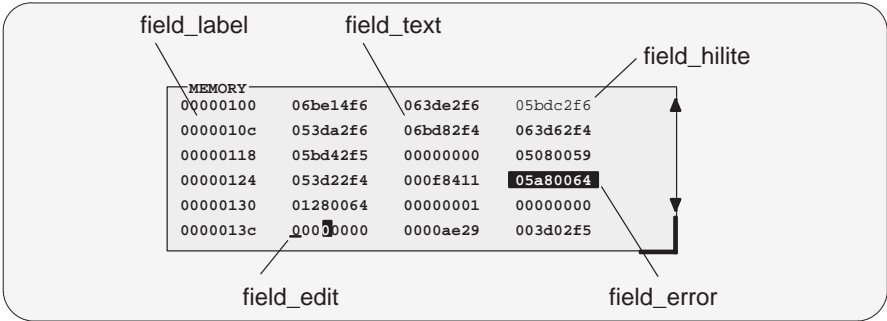 field_label field_text
field_hilite
MEMORY
00000100 06be14f6 063de2f6 05bdc2f6
0000010c 053da2f6 06bd82f4 063d62f4
00000118 05bd42f5 00000000 05080059
00000124 053d22f4 000f8411 05a80064
00000130 01280064 00000001 00000000
0000013c 00000000 0000ae29 003d02f5
field_edit field_error